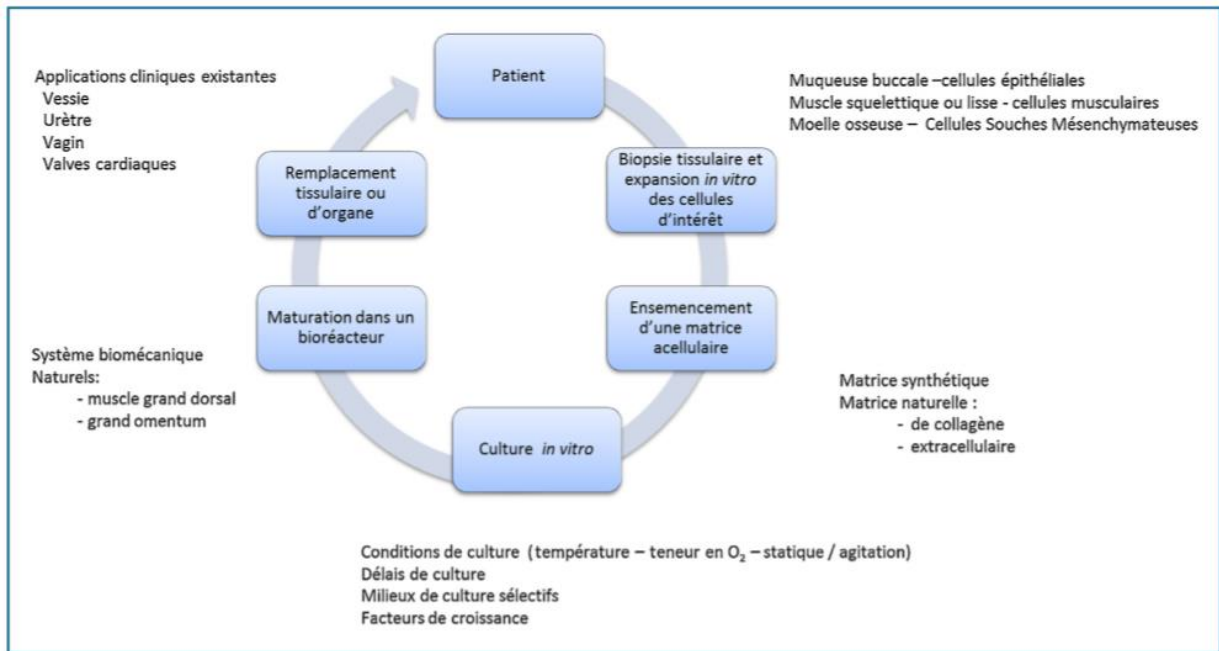 Patient
Applications cliniques existantes
Vessie
Urètre
Vagin
Valves cardiaques
Muqueuse buccale –cellules épithéliales
Muscle squelettique ou lisse - cellules musculaires
Moelle osseuse – Cellules Souches Mésenchymateuses
Remplacement
tissulaire ou
d'organe
Biopsie tissulaire et
expansion in vitro
des cellules
d'intérêt
Maturation dans un
bioréacteur
Ensemencement
d'une matrice
acellulaire
Système biomécanique
Naturels:
- muscle grand dorsal
- grand omentum
Matrice synthétique
Matrice naturelle :
- de collagène
- extracellulaire
Culture in vitro
Conditions de culture (température – teneur en O₂ – statique / agitation)
Délais de culture
Milieux de culture sélectifs
Facteurs de croissance